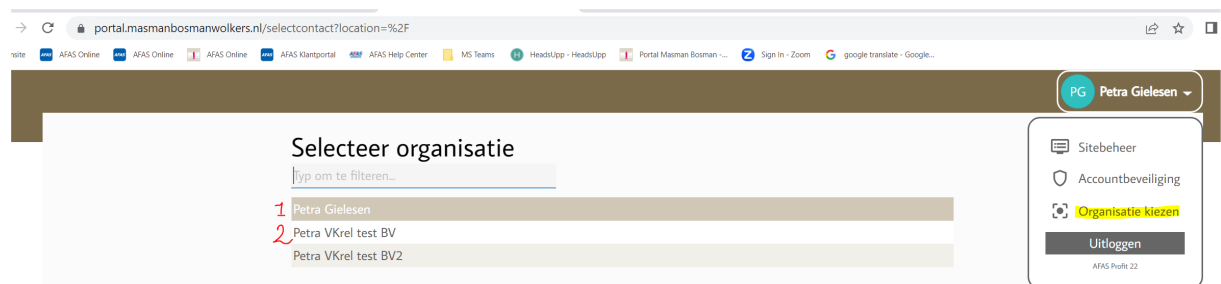 portal.masmanbosmanwolkers.nl/selectcontact?location=%2F
nsite AFAS Online AFAS Online AFAS Online AFAS Klantportal AFAS Help Center MS Teams H HeadsUpp - HeadsUpp Portal Masman Bosman -... Z Sign In - Zoom G google translate - Google...
PG Petra Gielesen
Selecteer organisatie
Typ om te filteren...
1 Petra Gielesen
2 Petra VKrel test BV
Petra VKrel test BV2
Sitebeheer
Accountbeveiliging
Organisatie kiezen
Uitloggen
AFAS Profit 22